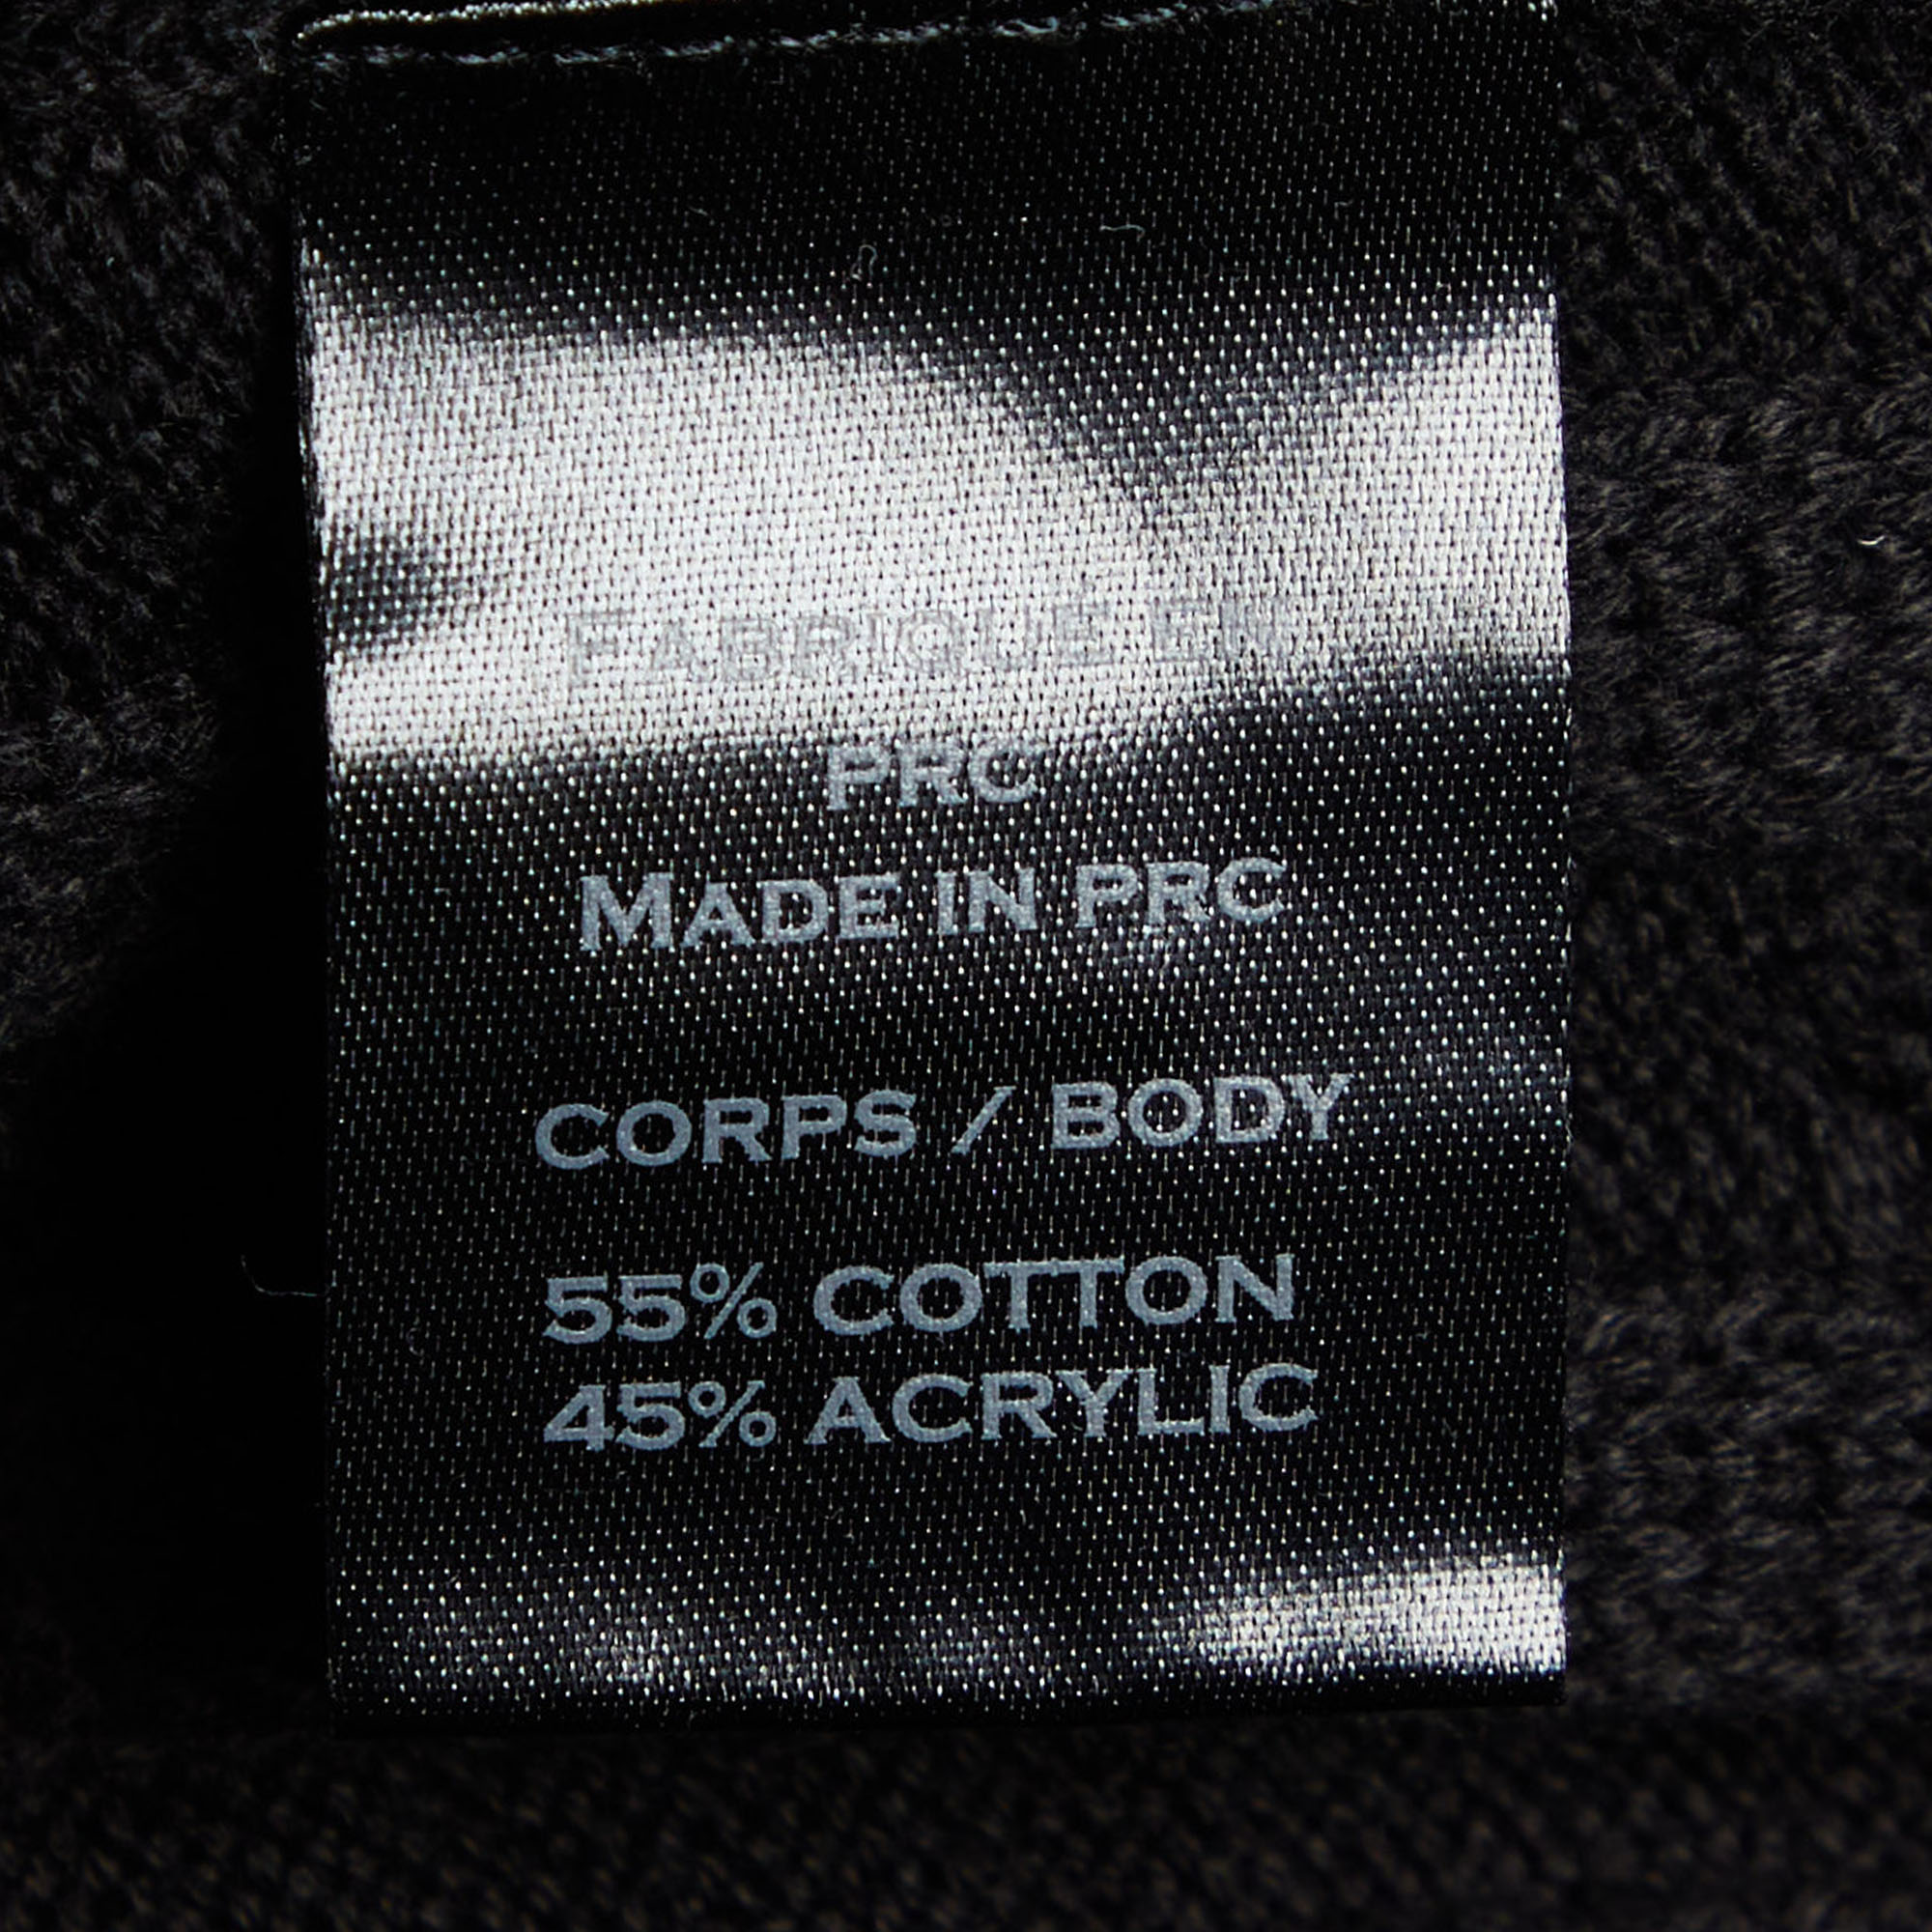 FABRIQUE EN
PRC
MADE IN PRC
CORPS / BODY
55% COTTON
45% ACRYLIC